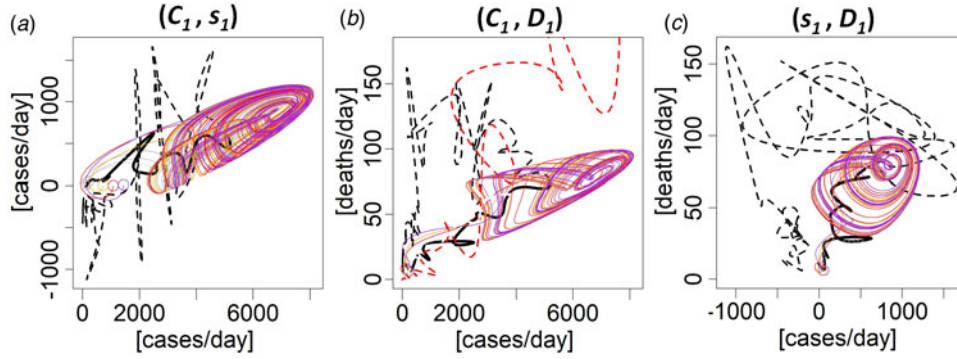 (a)
(C₁ , s₁)
[cases/day]
1000
0
-1000
0
2000
4000
6000
[cases/day]
(b)
(C₁ , D₁)
[deaths/day]
150
100
50
0
0
2000
4000
6000
[cases/day]
(c)
(s₁ , D₁)
[deaths/day]
150
100
50
0
-1000
0
1000
[cases/day]